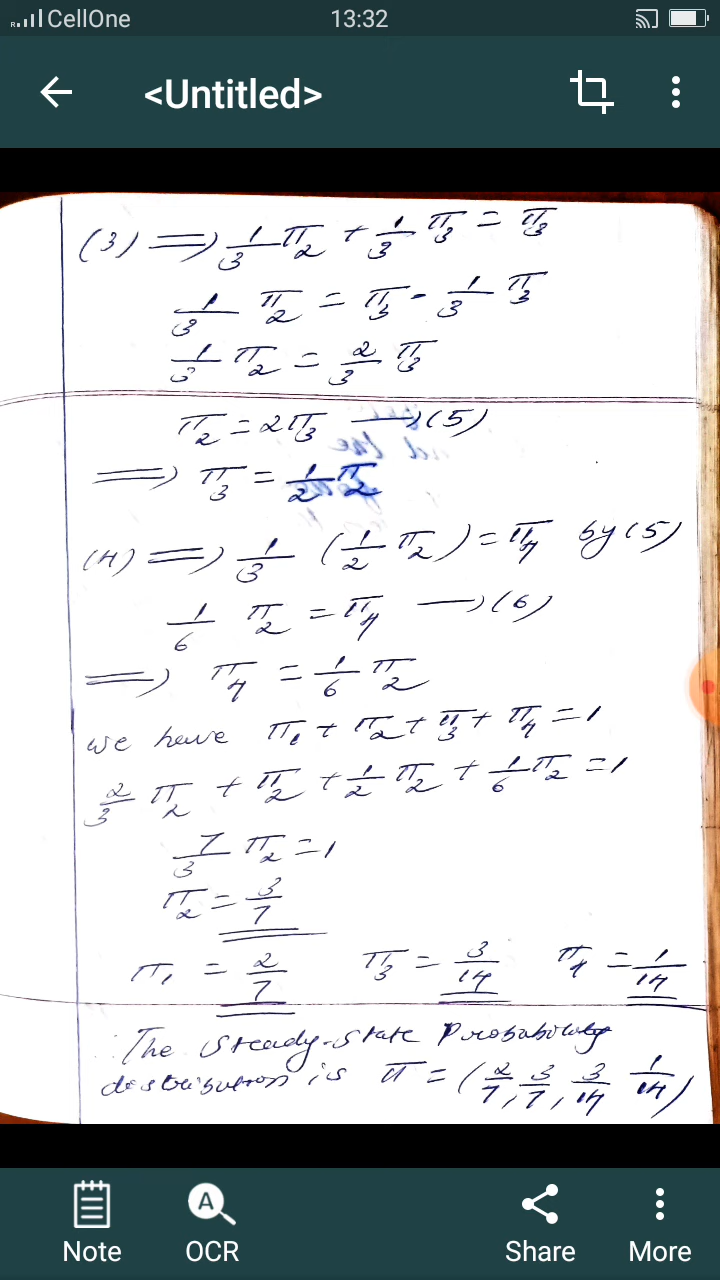 CellOne 13:32
<Untitled>
(3) ⟹ 1/3 π₂ + 1/3 π₃ = π₃
1/3 π₂ = π₃ - 1/3 π₃
1/3 π₂ = 2/3 π₃
π₂ = 2π₃ ⟶ (5)
⟹ π₃ = 1/2 π₂
(4) ⟹ 1/3 (1/2 π₂) = π₄ by (5)
1/6 π₂ = π₄ ⟶ (6)
⟹ π₄ = 1/6 π₂
we have π₁ + π₂ + π₃ + π₄ = 1
2/3 π₂ + π₂ + 1/2 π₂ + 1/6 π₂ = 1
7/3 π₂ = 1
π₂ = 3/7
π₁ = 2/7 π₃ = 3/14 π₄ = 1/14
∴ The Steady-State Probability
distribution is π = (2/7, 3/7, 3/14 1/14)
Note OCR Share More